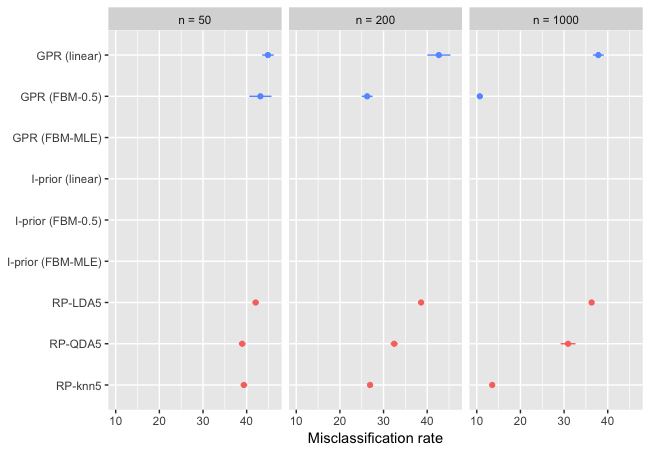 n = 50
n = 200
n = 1000
GPR (linear)
GPR (FBM-0.5)
GPR (FBM-MLE)
I-prior (linear)
I-prior (FBM-0.5)
I-prior (FBM-MLE)
RP-LDA5
RP-QDA5
RP-knn5
10 20 30 40
10 20 30 40
10 20 30 40
Misclassification rate